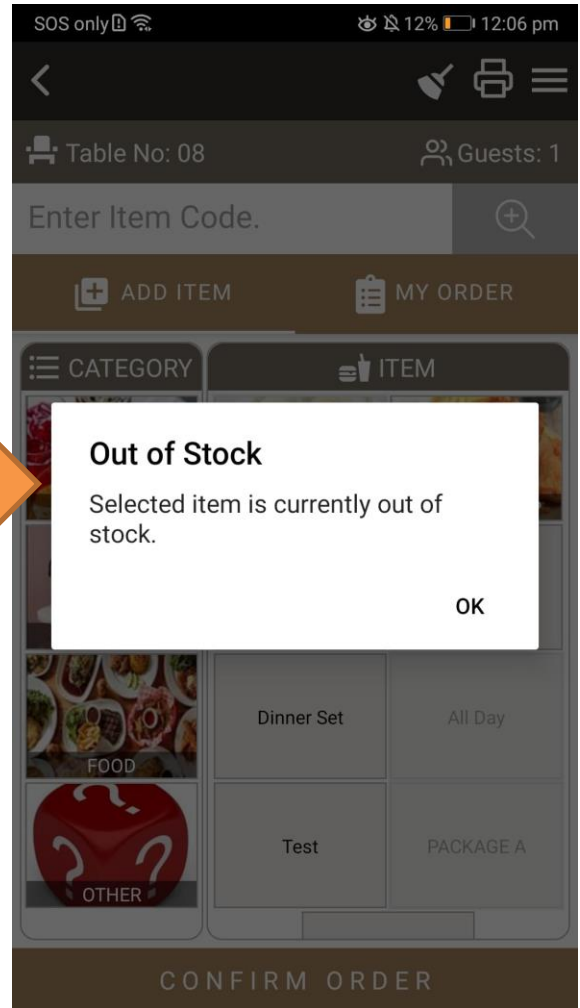 SOS only 12% 12:06 pm
Table No: 08 Guests: 1
Enter Item Code.
ADD ITEM MY ORDER
CATEGORY ITEM
Out of Stock
Selected item is currently out of
stock.
OK
FOOD
Dinner Set
All Day
OTHER
Test
PACKAGE A
CONFIRM ORDER